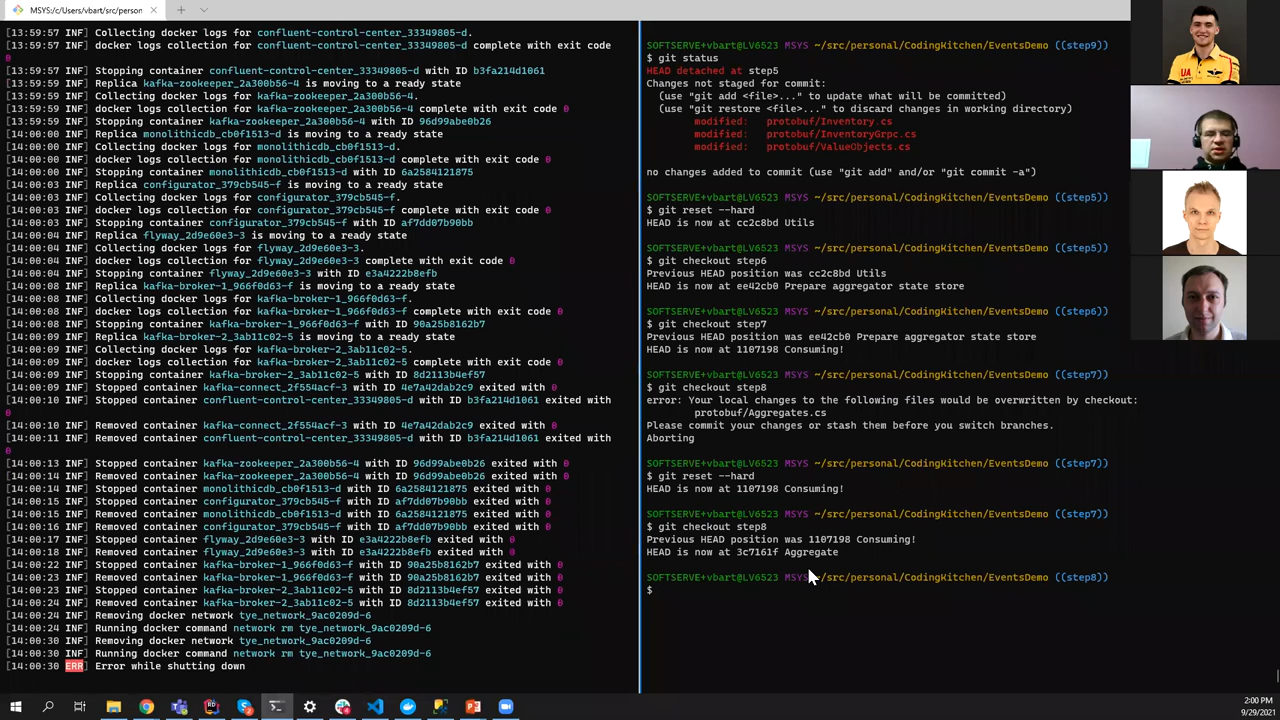 MSYS:/c/Users/vbart/src/person
[13:59:57 INF] Collecting docker logs for confluent-control-center_33349805-d.
[13:59:57 INF] docker logs collection for confluent-control-center_33349805-d complete with exit code
0
[13:59:57 INF] Stopping container confluent-control-center_33349805-d with ID b3fa214d1061
[13:59:59 INF] Replica kafka-zookeeper_2a300b56-4 is moving to a ready state
[13:59:59 INF] Collecting docker logs for kafka-zookeeper_2a300b56-4.
[13:59:59 INF] docker logs collection for kafka-zookeeper_2a300b56-4 complete with exit code 0
[13:59:59 INF] Stopping container kafka-zookeeper_2a300b56-4 with ID 96d99abe0b26
[14:00:00 INF] Replica monolithicdb_cb0f1513-d is moving to a ready state
[14:00:00 INF] Collecting docker logs for monolithicdb_cb0f1513-d.
[14:00:00 INF] docker logs collection for monolithicdb_cb0f1513-d complete with exit code 0
[14:00:00 INF] Stopping container monolithicdb_cb0f1513-d with ID 6a2584121875
[14:00:03 INF] Replica configurator_379cb545-f is moving to a ready state
[14:00:03 INF] Collecting docker logs for configurator_379cb545-f.
[14:00:03 INF] docker logs collection for configurator_379cb545-f complete with exit code 0
[14:00:03 INF] Stopping container configurator_379cb545-f with ID af7dd07b90bb
[14:00:04 INF] Replica flyway_2d9e60e3-3 is moving to a ready state
[14:00:04 INF] Collecting docker logs for flyway_2d9e60e3-3.
[14:00:04 INF] docker logs collection for flyway_2d9e60e3-3 complete with exit code 0
[14:00:04 INF] Stopping container flyway_2d9e60e3-3 with ID e3a4222b8efb
[14:00:08 INF] Replica kafka-broker-1_966f0d63-f is moving to a ready state
[14:00:08 INF] Collecting docker logs for kafka-broker-1_966f0d63-f.
[14:00:08 INF] docker logs collection for kafka-broker-1_966f0d63-f complete with exit code 0
[14:00:08 INF] Stopping container kafka-broker-1_966f0d63-f with ID 90a25b8162b7
[14:00:09 INF] Replica kafka-broker-2_3ab11c02-5 is moving to a ready state
[14:00:09 INF] Collecting docker logs for kafka-broker-2_3ab11c02-5.
[14:00:09 INF] docker logs collection for kafka-broker-2_3ab11c02-5 complete with exit code 0
[14:00:09 INF] Stopping container kafka-broker-2_3ab11c02-5 with ID 8d2113b4ef57
[14:00:09 INF] Stopped container kafka-connect_2f554acf-3 with ID 4e7a42dab2c9 exited with 0
[14:00:10 INF] Stopped container confluent-control-center_33349805-d with ID b3fa214d1061 exited with
0
[14:00:10 INF] Removed container kafka-connect_2f554acf-3 with ID 4e7a42dab2c9 exited with 0
[14:00:11 INF] Removed container confluent-control-center_33349805-d with ID b3fa214d1061 exited with
0
[14:00:13 INF] Stopped container kafka-zookeeper_2a300b56-4 with ID 96d99abe0b26 exited with 0
[14:00:14 INF] Removed container kafka-zookeeper_2a300b56-4 with ID 96d99abe0b26 exited with 0
[14:00:14 INF] Stopped container monolithicdb_cb0f1513-d with ID 6a2584121875 exited with 0
[14:00:15 INF] Stopped container configurator_379cb545-f with ID af7dd07b90bb exited with 0
[14:00:15 INF] Removed container monolithicdb_cb0f1513-d with ID 6a2584121875 exited with 0
[14:00:16 INF] Removed container configurator_379cb545-f with ID af7dd07b90bb exited with 0
[14:00:17 INF] Stopped container flyway_2d9e60e3-3 with ID e3a4222b8efb exited with 0
[14:00:18 INF] Removed container flyway_2d9e60e3-3 with ID e3a4222b8efb exited with 0
[14:00:22 INF] Stopped container kafka-broker-1_966f0d63-f with ID 90a25b8162b7 exited with 0
[14:00:23 INF] Removed container kafka-broker-1_966f0d63-f with ID 90a25b8162b7 exited with 0
[14:00:23 INF] Stopped container kafka-broker-2_3ab11c02-5 with ID 8d2113b4ef57 exited with 0
[14:00:24 INF] Removed container kafka-broker-2_3ab11c02-5 with ID 8d2113b4ef57 exited with 0
[14:00:24 INF] Removing docker network tye_network_9ac0209d-6
[14:00:24 INF] Running docker command network rm tye_network_9ac0209d-6
[14:00:30 INF] Removing docker network tye_network_9ac0209d-6
[14:00:30 INF] Running docker command network rm tye_network_9ac0209d-6
[14:00:30 ERR] Error while shutting down
SOFTSERVE+vbart@LV6523 MSYS ~/src/personal/CodingKitchen/EventsDemo ((step9))
$ git status
HEAD detached at step5
Changes not staged for commit:
(use "git add <file>..." to update what will be committed)
(use "git restore <file>..." to discard changes in working directory)
modified: protobuf/Inventory.cs
modified: protobuf/InventoryGrpc.cs
modified: protobuf/ValueObjects.cs
no changes added to commit (use "git add" and/or "git commit -a")
SOFTSERVE+vbart@LV6523 MSYS ~/src/personal/CodingKitchen/EventsDemo ((step5))
$ git reset --hard
HEAD is now at cc2c8bd Utils
SOFTSERVE+vbart@LV6523 MSYS ~/src/personal/CodingKitchen/EventsDemo ((step5))
$ git checkout step6
Previous HEAD position was cc2c8bd Utils
HEAD is now at ee42cb0 Prepare aggregator state store
SOFTSERVE+vbart@LV6523 MSYS ~/src/personal/CodingKitchen/EventsDemo ((step6))
$ git checkout step7
Previous HEAD position was ee42cb0 Prepare aggregator state store
HEAD is now at 1107198 Consuming!
SOFTSERVE+vbart@LV6523 MSYS ~/src/personal/CodingKitchen/EventsDemo ((step7))
$ git checkout step8
error: Your local changes to the following files would be overwritten by checkout:
protobuf/Aggregates.cs
Please commit your changes or stash them before you switch branches.
Aborting
SOFTSERVE+vbart@LV6523 MSYS ~/src/personal/CodingKitchen/EventsDemo ((step7))
$ git reset --hard
HEAD is now at 1107198 Consuming!
SOFTSERVE+vbart@LV6523 MSYS ~/src/personal/CodingKitchen/EventsDemo ((step7))
$ git checkout step8
Previous HEAD position was 1107198 Consuming!
HEAD is now at 3c7161f Aggregate
SOFTSERVE+vbart@LV6523 MSYS ~/src/personal/CodingKitchen/EventsDemo ((step8))
$
2:00 PM
9/29/2021